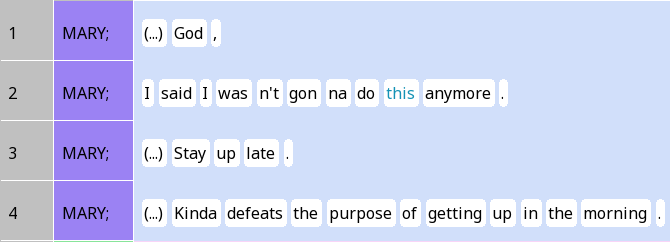 1 MARY; (...) God ,
2 MARY; I said I was n't gon na do this anymore .
3 MARY; (...) Stay up late .
4 MARY; (...) Kinda defeats the purpose of getting up in the morning .